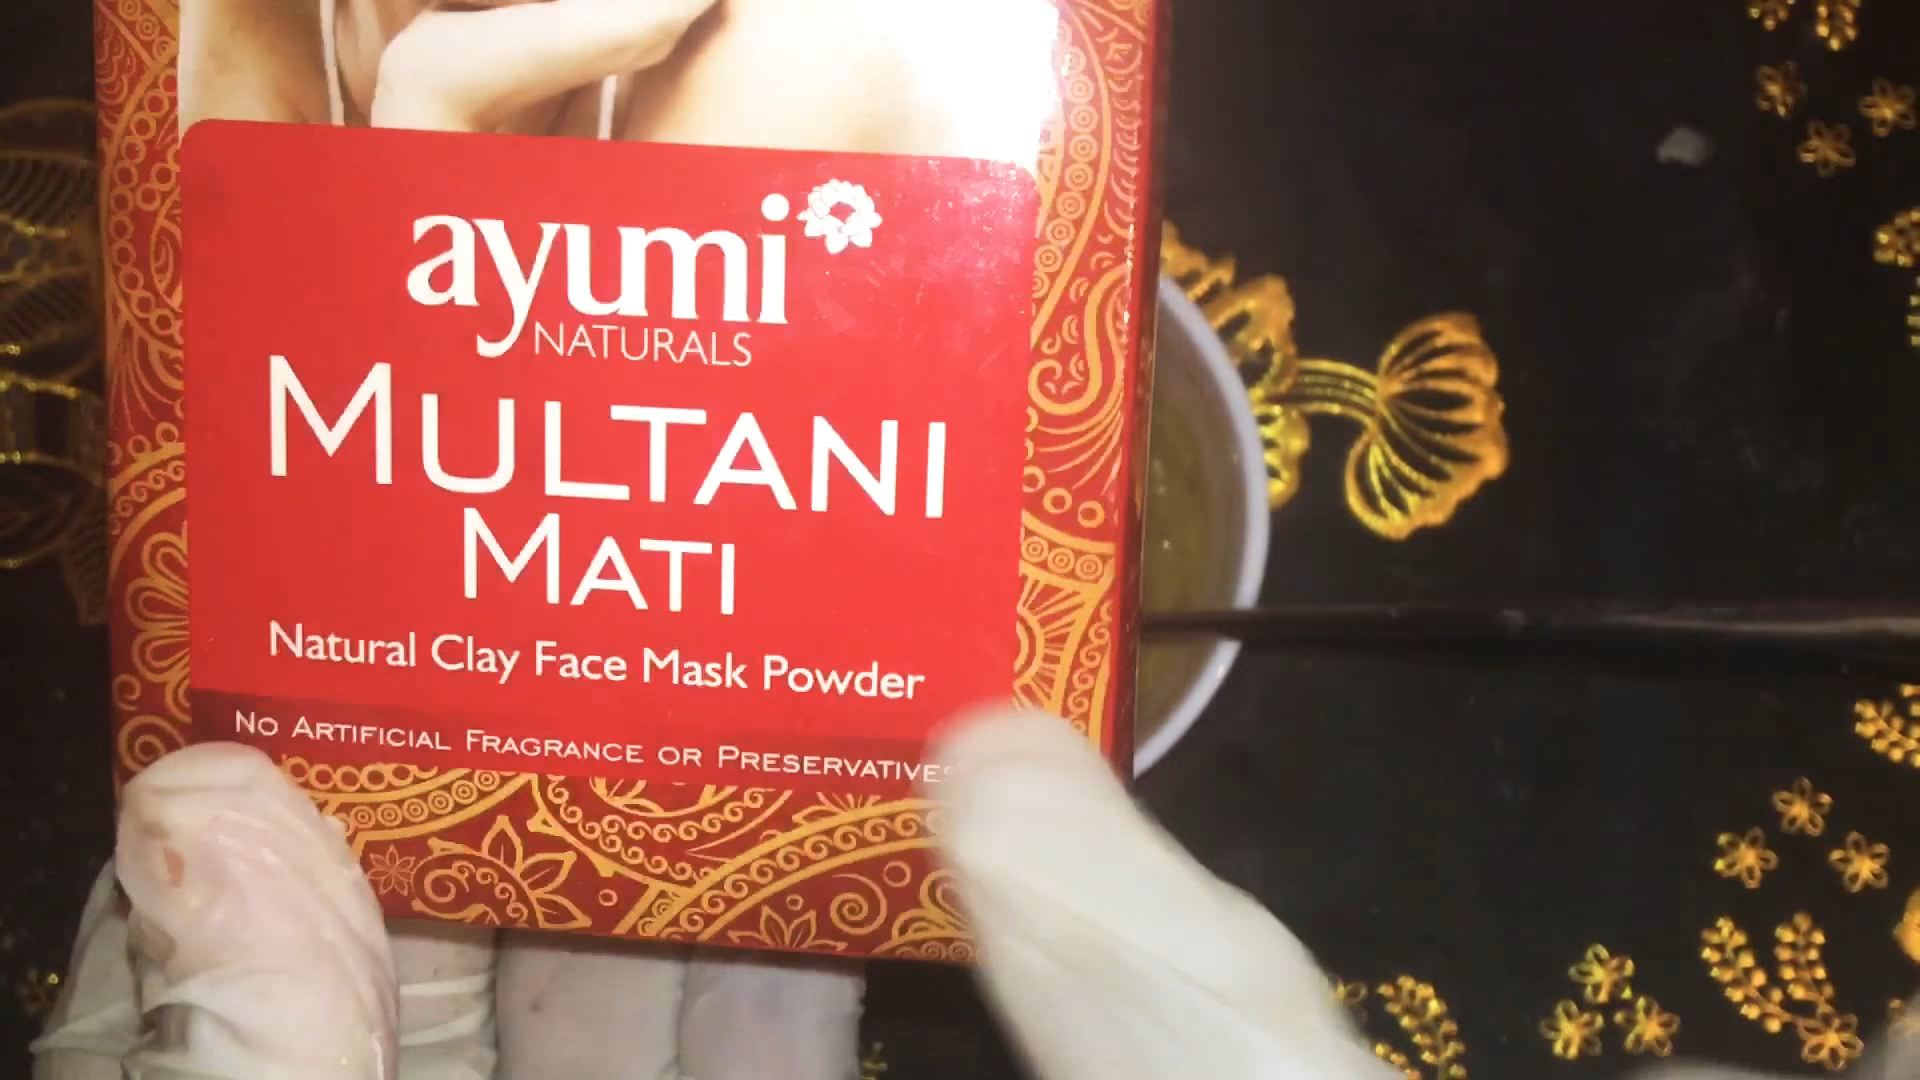 ayumi
NATURALS
MULTANI
MATI
Natural Clay Face Mask Powder
NO ARTIFICIAL FRAGRANCE OR PRESERVATIVES